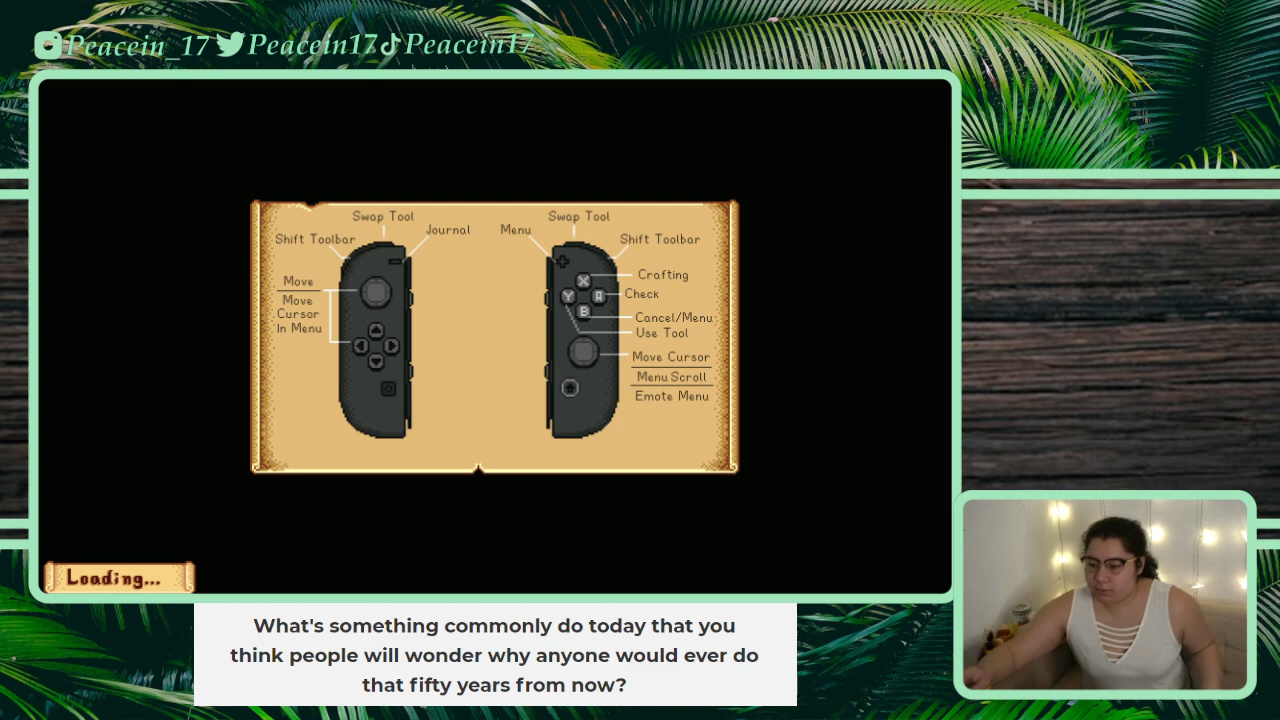 Peacein_17 Peacein17 Peacein17
Swap Tool
Journal
Shift Toolbar
Move
Move
Cursor
In Menu
Swap Tool
Menu
Shift Toolbar
X
Crafting
Y
A
Check
B
Cancel/Menu
Use Tool
Move Cursor
Menu Scroll
Emote Menu
Loading...
What's something commonly do today that you
think people will wonder why anyone would ever do
that fifty years from now?